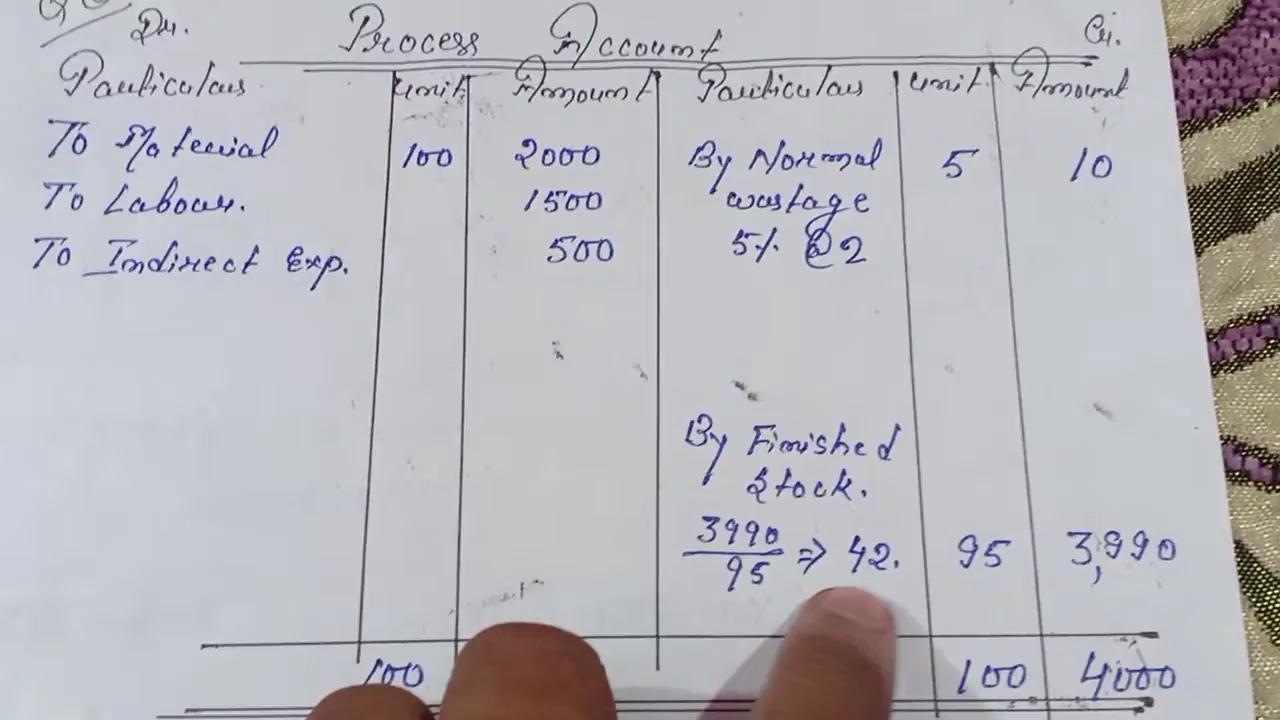 Dr. Process Account Cr.
Particulars unit Amount Particulars unit Amount
To Material 100 2000 By Normal 5 10
To Labour. 1500 wastage
To Indirect Exp. 500 5% @2
By Finished
Stock.
3990/95 ⇒ 42. 95 3,990
100 100 4000